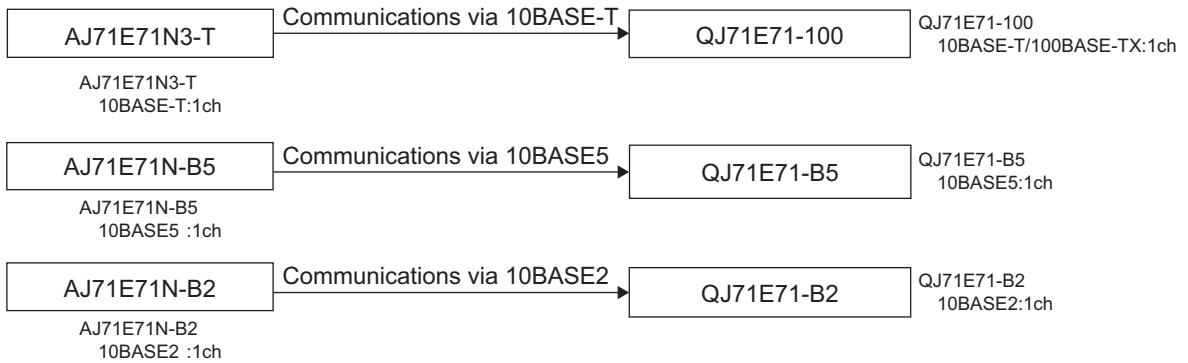 AJ71E71N3-T
Communications via 10BASE-T
QJ71E71-100
QJ71E71-100
10BASE-T/100BASE-TX:1ch
AJ71E71N3-T
10BASE-T:1ch
AJ71E71N-B5
Communications via 10BASE5
QJ71E71-B5
QJ71E71-B5
10BASE5:1ch
AJ71E71N-B5
10BASE5 :1ch
AJ71E71N-B2
Communications via 10BASE2
QJ71E71-B2
QJ71E71-B2
10BASE2:1ch
AJ71E71N-B2
10BASE2 :1ch